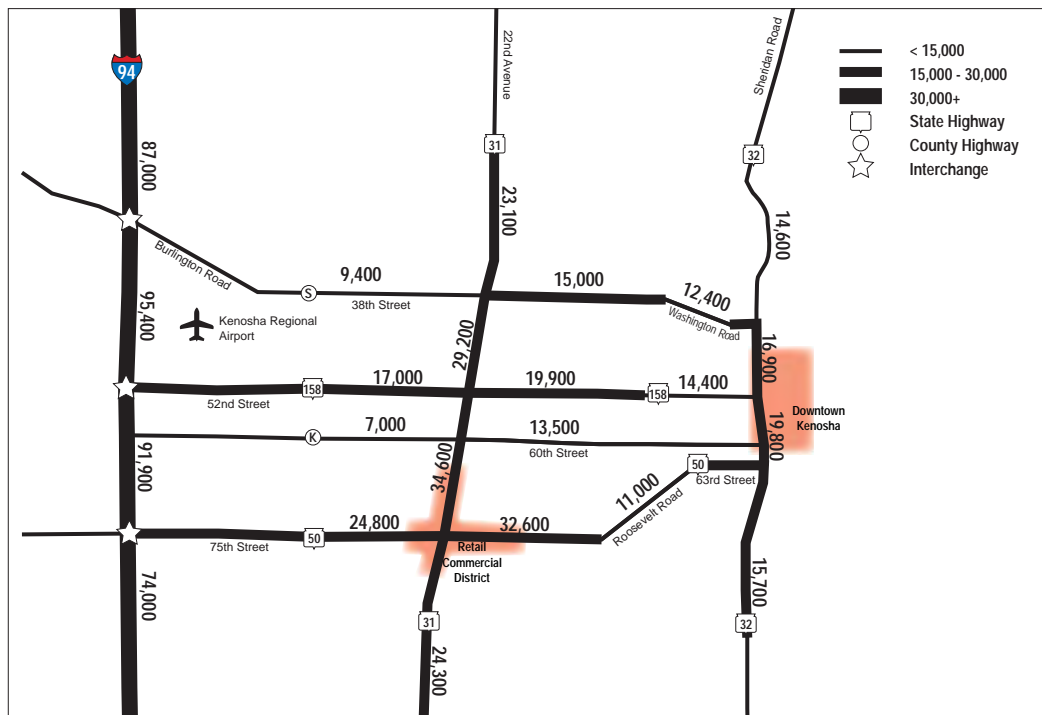 94
22nd Avenue
Sheridan Road
< 15,000
15,000 - 30,000
30,000+
State Highway
County Highway
Interchange
31
32
87,000
23,100
14,600
Burlington Road
9,400
S
38th Street
15,000
12,400
Washington Road
95,400
Kenosha Regional
Airport
29,200
16,900
17,000
158
52nd Street
19,900
158
14,400
Downtown
Kenosha
7,000
K
13,500
60th Street
19,800
91,900
34,600
50
63rd Street
11,000
Roosevelt Road
24,800
32,600
75th Street
50
Retail
Commercial
District
74,000
15,700
31
32
24,300